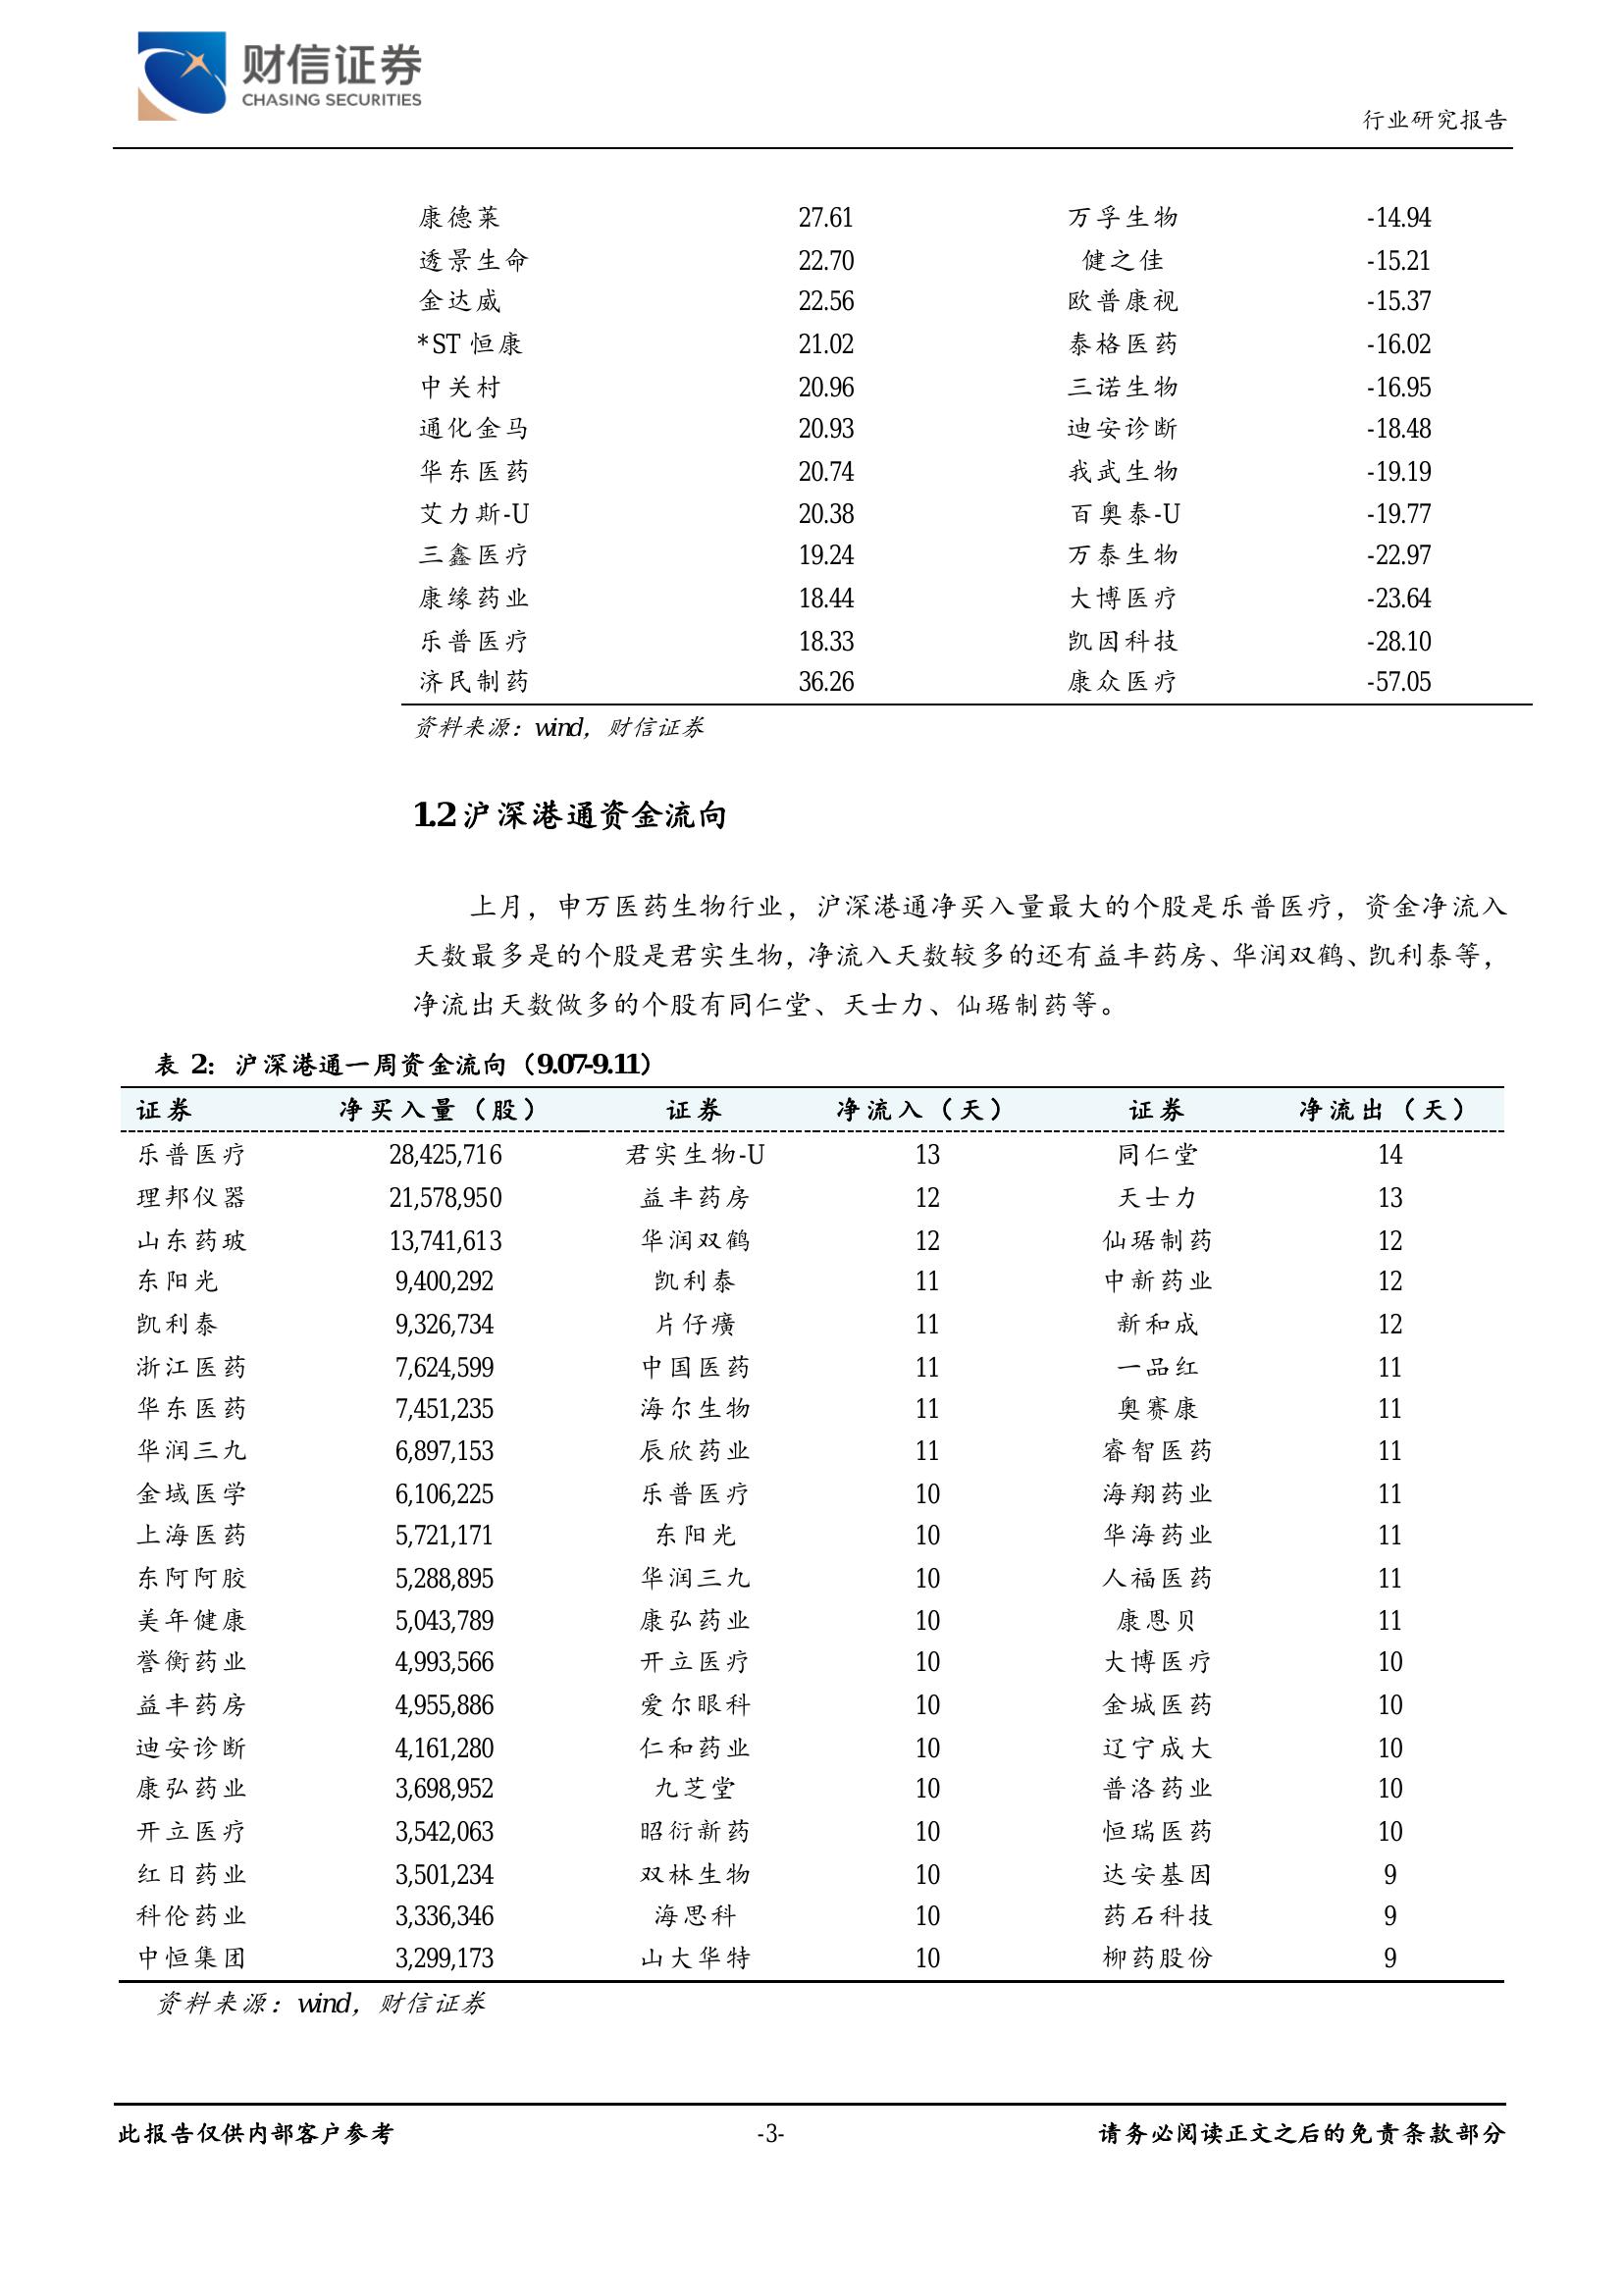 财信证券
CHASING SECURITIES
行业研究报告
康德莱 27.61 万孚生物 -14.94
透景生命 22.70 健之佳 -15.21
金达威 22.56 欧普康视 -15.37
*ST 恒康 21.02 泰格医药 -16.02
中关村 20.96 三诺生物 -16.95
通化金马 20.93 迪安诊断 -18.48
华东医药 20.74 我武生物 -19.19
艾力斯-U 20.38 百奥泰-U -19.77
三鑫医疗 19.24 万泰生物 -22.97
康缘药业 18.44 大博医疗 -23.64
乐普医疗 18.33 凯因科技 -28.10
济民制药 36.26 康众医疗 -57.05
资料来源：wind，财信证券
1.2 沪深港通资金流向
上月，申万医药生物行业，沪深港通净买入量最大的个股是乐普医疗，资金净流入
天数最多是的个股是君实生物，净流入天数较多的还有益丰药房、华润双鹤、凯利泰等，
净流出天数做多的个股有同仁堂、天士力、仙琚制药等。
表 2：沪深港通一周资金流向（9.07-9.11）
证券 净买入量（股） 证券 净流入（天） 证券 净流出（天）
乐普医疗 28,425,716 君实生物-U 13 同仁堂 14
理邦仪器 21,578,950 益丰药房 12 天士力 13
山东药玻 13,741,613 华润双鹤 12 仙琚制药 12
东阳光 9,400,292 凯利泰 11 中新药业 12
凯利泰 9,326,734 片仔癀 11 新和成 12
浙江医药 7,624,599 中国医药 11 一品红 11
华东医药 7,451,235 海尔生物 11 奥赛康 11
华润三九 6,897,153 辰欣药业 11 睿智医药 11
金域医学 6,106,225 乐普医疗 10 海翔药业 11
上海医药 5,721,171 东阳光 10 华海药业 11
东阿阿胶 5,288,895 华润三九 10 人福医药 11
美年健康 5,043,789 康弘药业 10 康恩贝 11
誉衡药业 4,993,566 开立医疗 10 大博医疗 10
益丰药房 4,955,886 爱尔眼科 10 金城医药 10
迪安诊断 4,161,280 仁和药业 10 辽宁成大 10
康弘药业 3,698,952 九芝堂 10 普洛药业 10
开立医疗 3,542,063 昭衍新药 10 恒瑞医药 10
红日药业 3,501,234 双林生物 10 达安基因 9
科伦药业 3,336,346 海思科 10 药石科技 9
中恒集团 3,299,173 山大华特 10 柳药股份 9
资料来源：wind，财信证券
此报告仅供内部客户参考 -3- 请务必阅读正文之后的免责条款部分